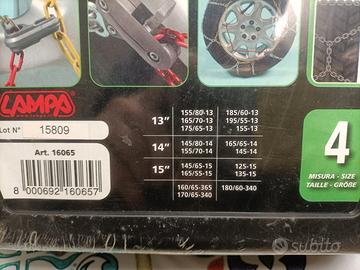 LAMPA
Lot N° 15809
Art. 16065
8 000692 160657
13" 155/80-13 185/60-13
165/70-13 195/55-13
175/65-13 155-13
14" 145/80-14 165/65-14
155/70-14 145-14
15" 145/65-15 125-15
165/55-15 135-15
160/65-365 180/60-340
170/65-340
4
MISURA - SIZE
TAILLE - GRÖBE
subito